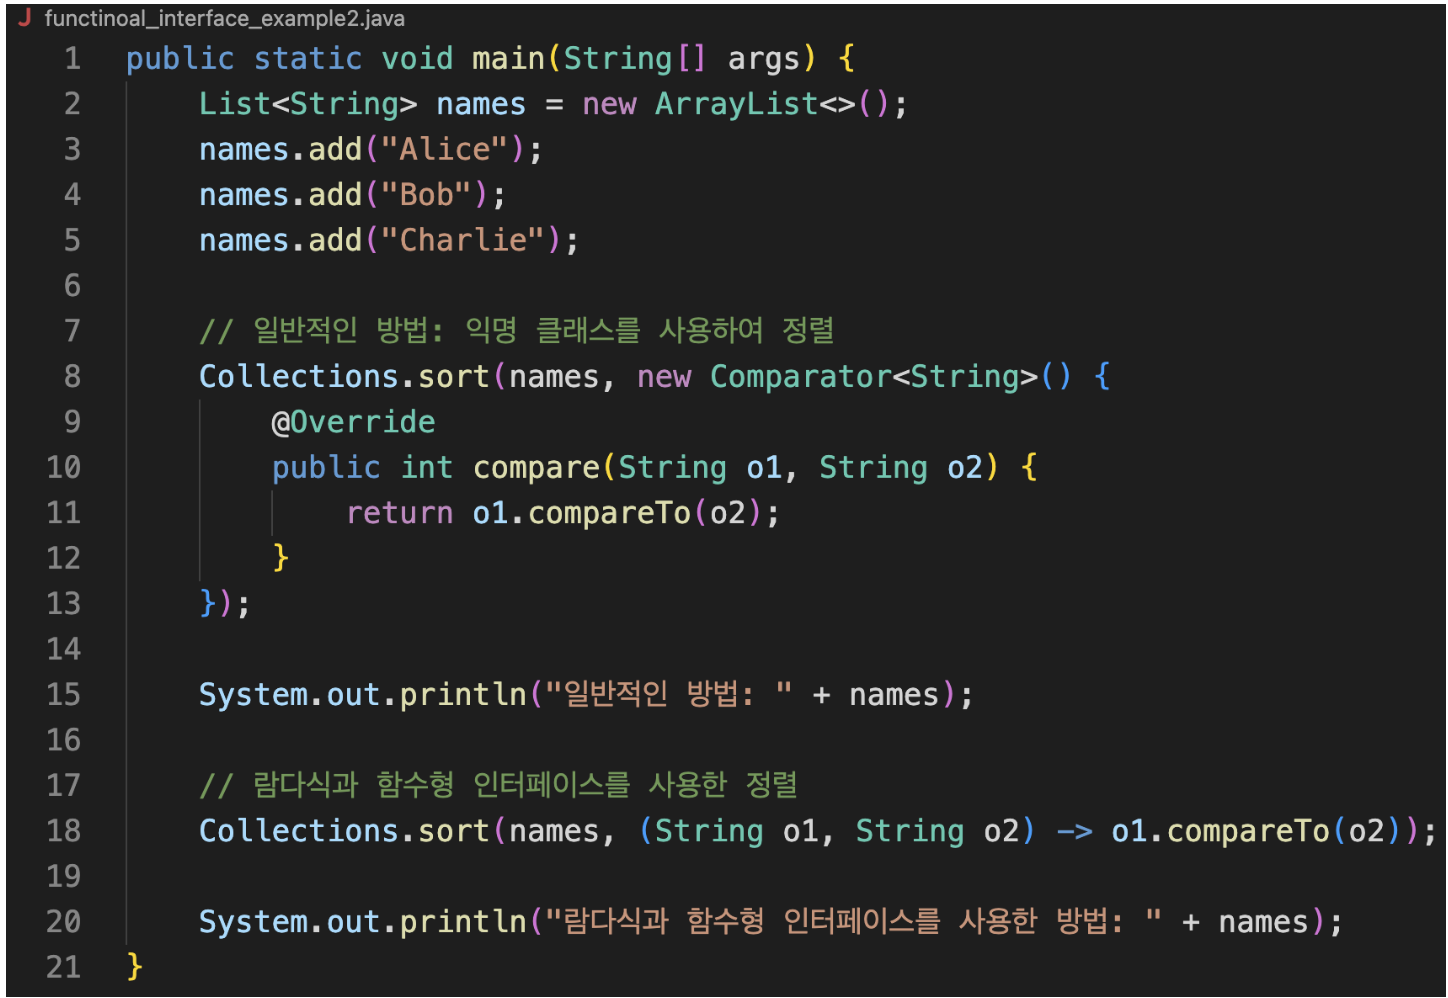 J functinoal_interface_example2.java
1 public static void main(String[] args) {
2     List<String> names = new ArrayList<>();
3     names.add("Alice");
4     names.add("Bob");
5     names.add("Charlie");
6
7     // 일반적인 방법: 익명 클래스를 사용하여 정렬
8     Collections.sort(names, new Comparator<String>() {
9         @Override
10         public int compare(String o1, String o2) {
11             return o1.compareTo(o2);
12         }
13     });
14
15     System.out.println("일반적인 방법: " + names);
16
17     // 람다식과 함수형 인터페이스를 사용한 정렬
18     Collections.sort(names, (String o1, String o2) -> o1.compareTo(o2));
19
20     System.out.println("람다식과 함수형 인터페이스를 사용한 방법: " + names);
21 }